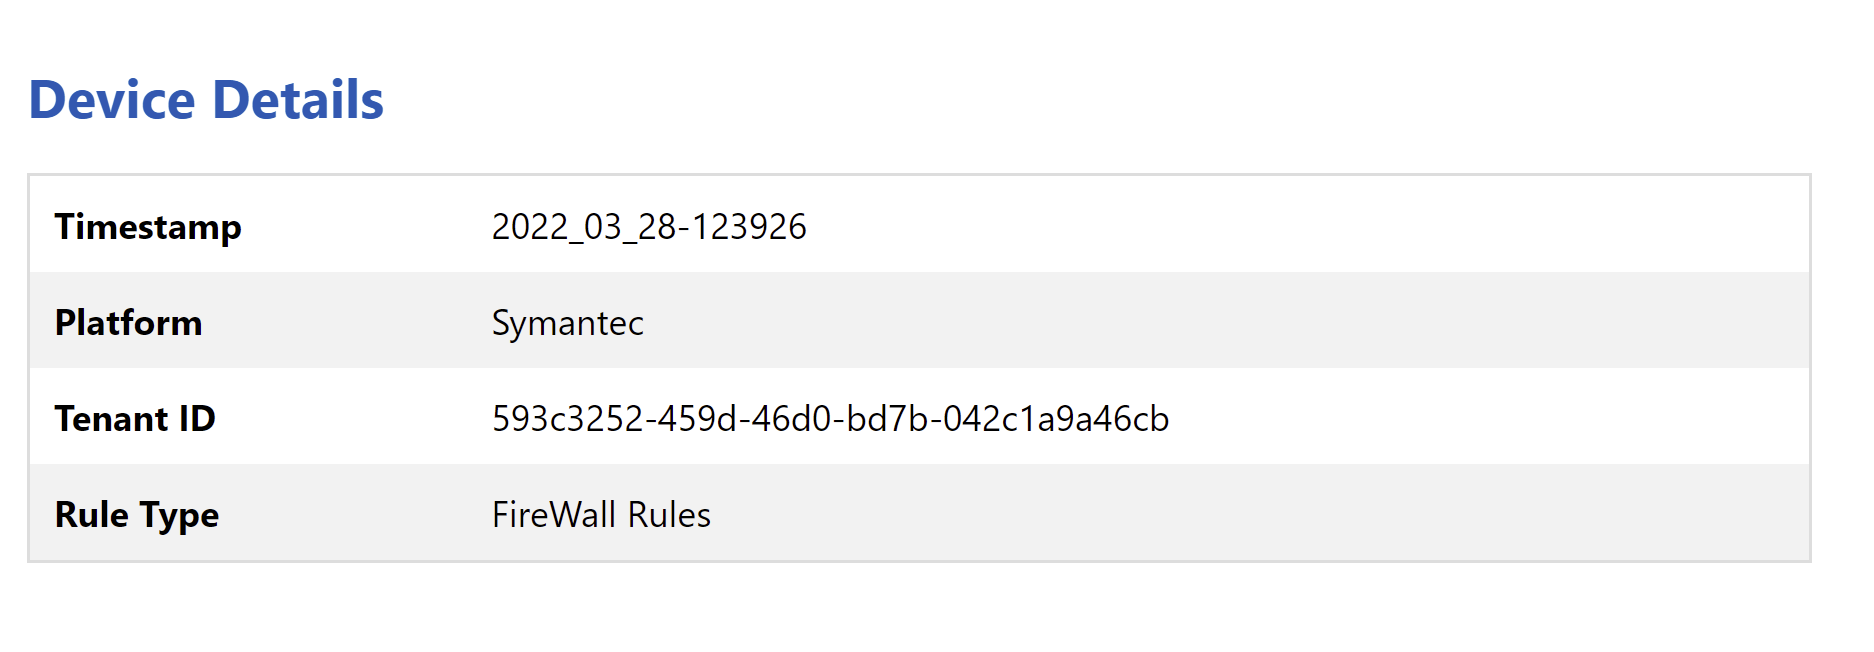 Device Details
Timestamp 2022_03_28-123926
Platform Symantec
Tenant ID 593c3252-459d-46d0-bd7b-042c1a9a46cb
Rule Type FireWall Rules